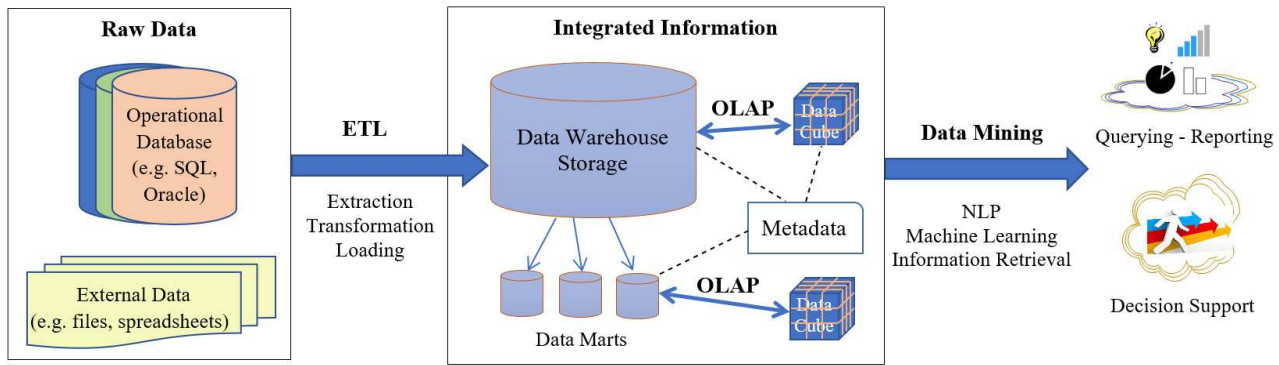 Raw Data
Operational
Database
(e.g. SQL,
Oracle)
External Data
(e.g. files, spreadsheets)
ETL
Extraction
Transformation
Loading
Integrated Information
Data Warehouse
Storage
OLAP
Data
Cube
Metadata
Data Marts
OLAP
Data
Cube
Data Mining
NLP
Machine Learning
Information Retrieval
Querying - Reporting
Decision Support